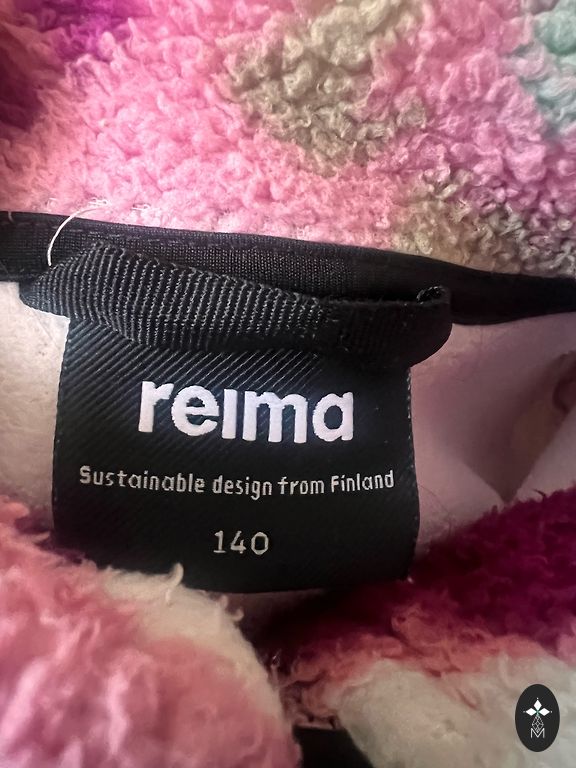 reima
Sustainable design from Finland
140